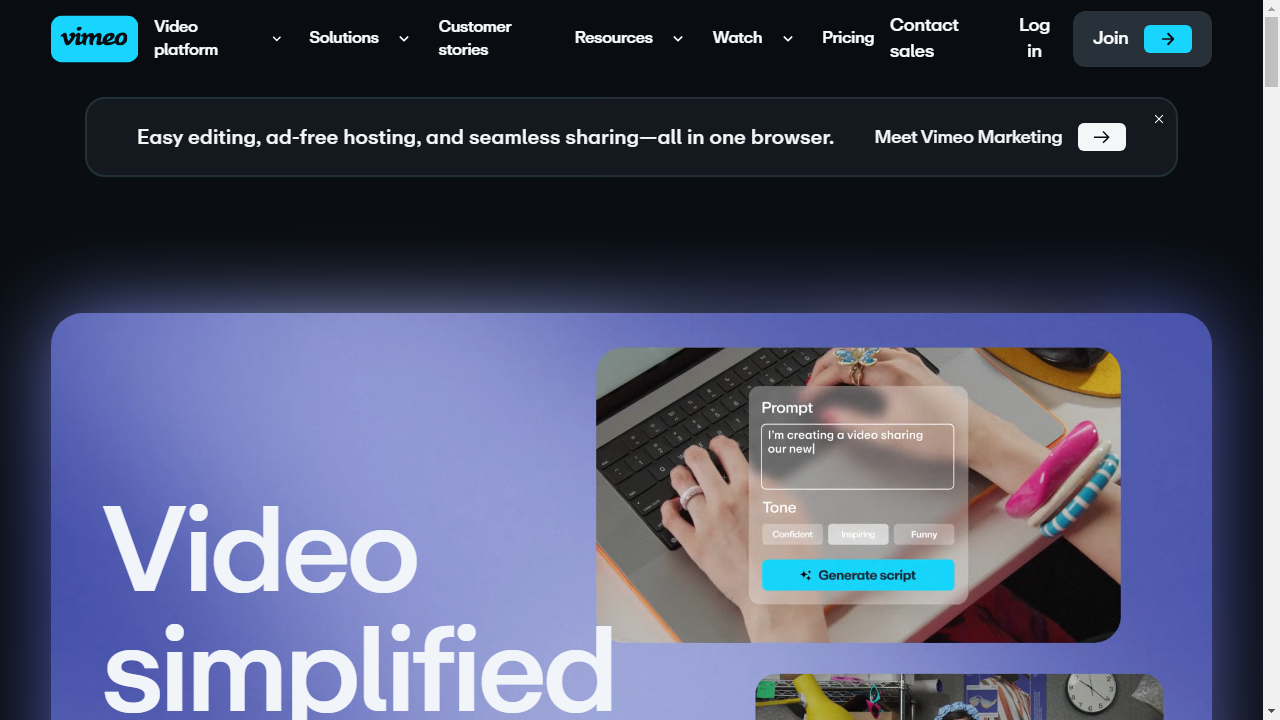 vimeo
Video
platform
Solutions
Customer
stories
Resources
Watch
Pricing
Contact
sales
Log
in
Join
Easy editing, ad-free hosting, and seamless sharing—all in one browser.
Meet Vimeo Marketing
Prompt
I'm creating a video sharing
our new
Tone
Confident
Inspiring
Funny
Generate script
Video
simplified